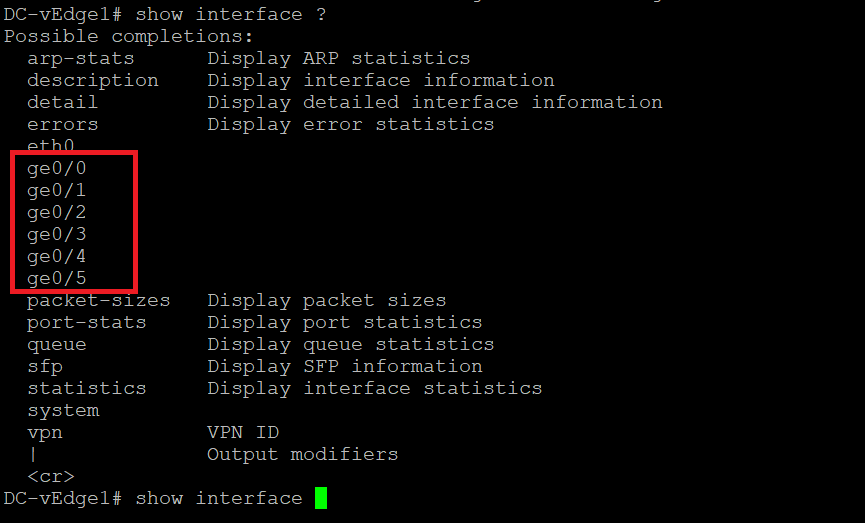 DC-vEdge1# show interface ?
Possible completions:
  arp-stats      Display ARP statistics
  description    Display interface information
  detail         Display detailed interface information
  errors         Display error statistics
  eth0
  ge0/0
  ge0/1
  ge0/2
  ge0/3
  ge0/4
  ge0/5
  packet-sizes   Display packet sizes
  port-stats     Display port statistics
  queue          Display queue statistics
  sfp            Display SFP information
  statistics     Display interface statistics
  system
  vpn            VPN ID
  |              Output modifiers
  <cr>
DC-vEdge1# show interface